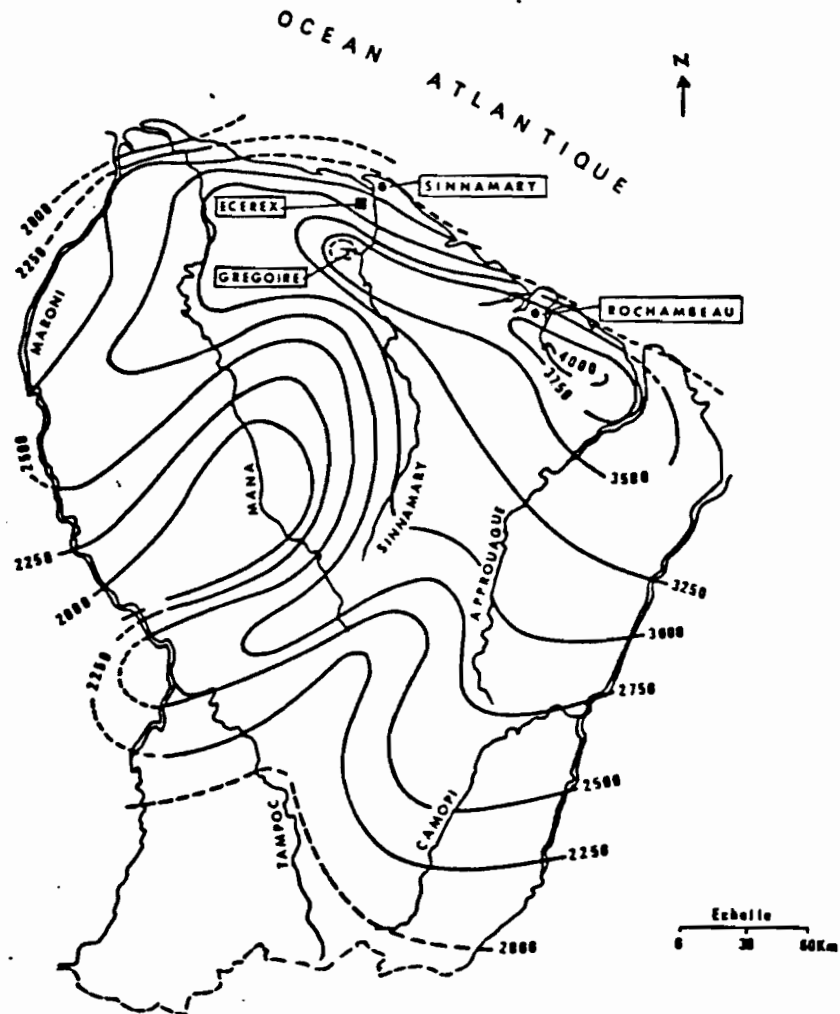 OCEAN ATLANTIQUE
N
SINNAMARY
ECEREX
2000
2250
GREGOIRE
ROCHAMBEAU
MARONI
4000
3750
2500
MANA
SINNAMARY
3500
APPROUAGUE
2250
3250
2000
3000
2250
2750
2500
CAMOPI
TAMPOC
2250
2000
Echelle
0 30 60Km